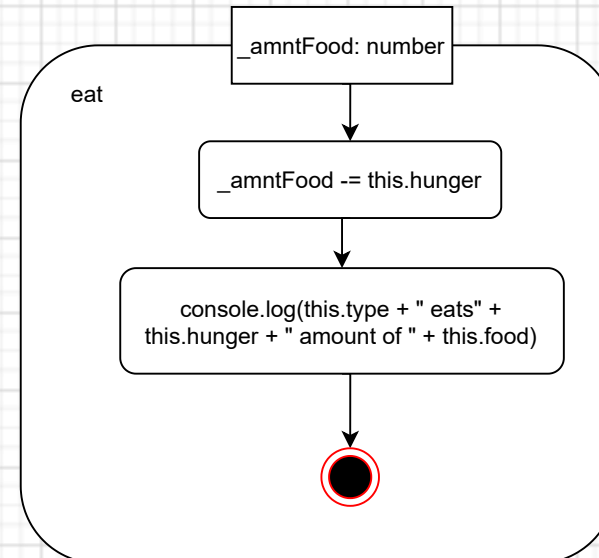 _amntFood: number
eat
_amntFood -= this.hunger
console.log(this.type + " eats" +
this.hunger + " amount of " + this.food)